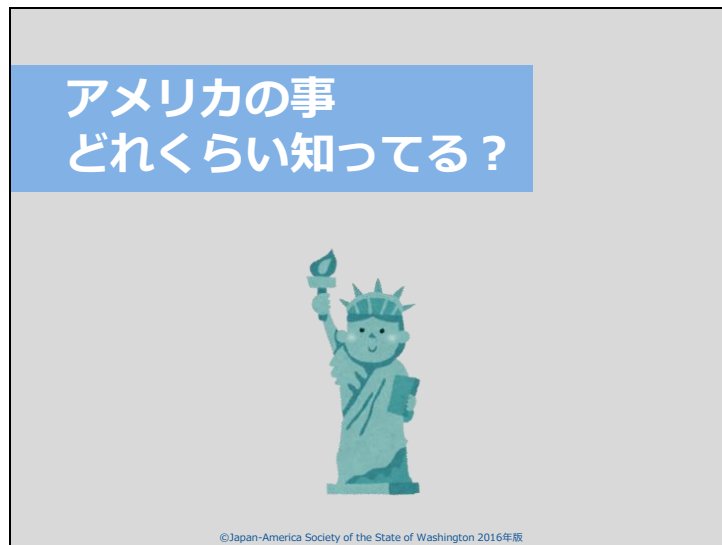 アメリカの事
どれくらい知ってる？
©Japan-America Society of the State of Washington 2016年版